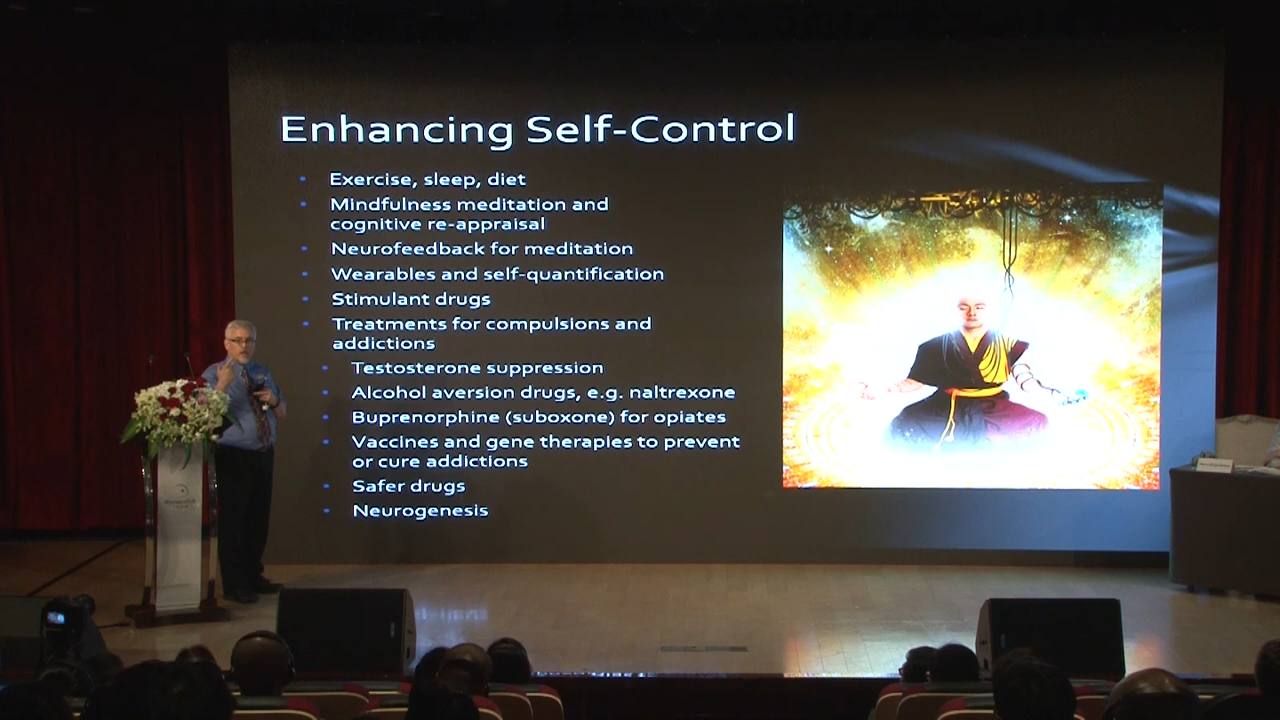 Enhancing Self-Control
• Exercise, sleep, diet
• Mindfulness meditation and
cognitive re-appraisal
• Neurofeedback for meditation
• Wearables and self-quantification
• Stimulant drugs
• Treatments for compulsions and
addictions
• Testosterone suppression
• Alcohol aversion drugs, e.g. naltrexone
• Buprenorphine (suboxone) for opiates
• Vaccines and gene therapies to prevent
or cure addictions
• Safer drugs
• Neurogenesis